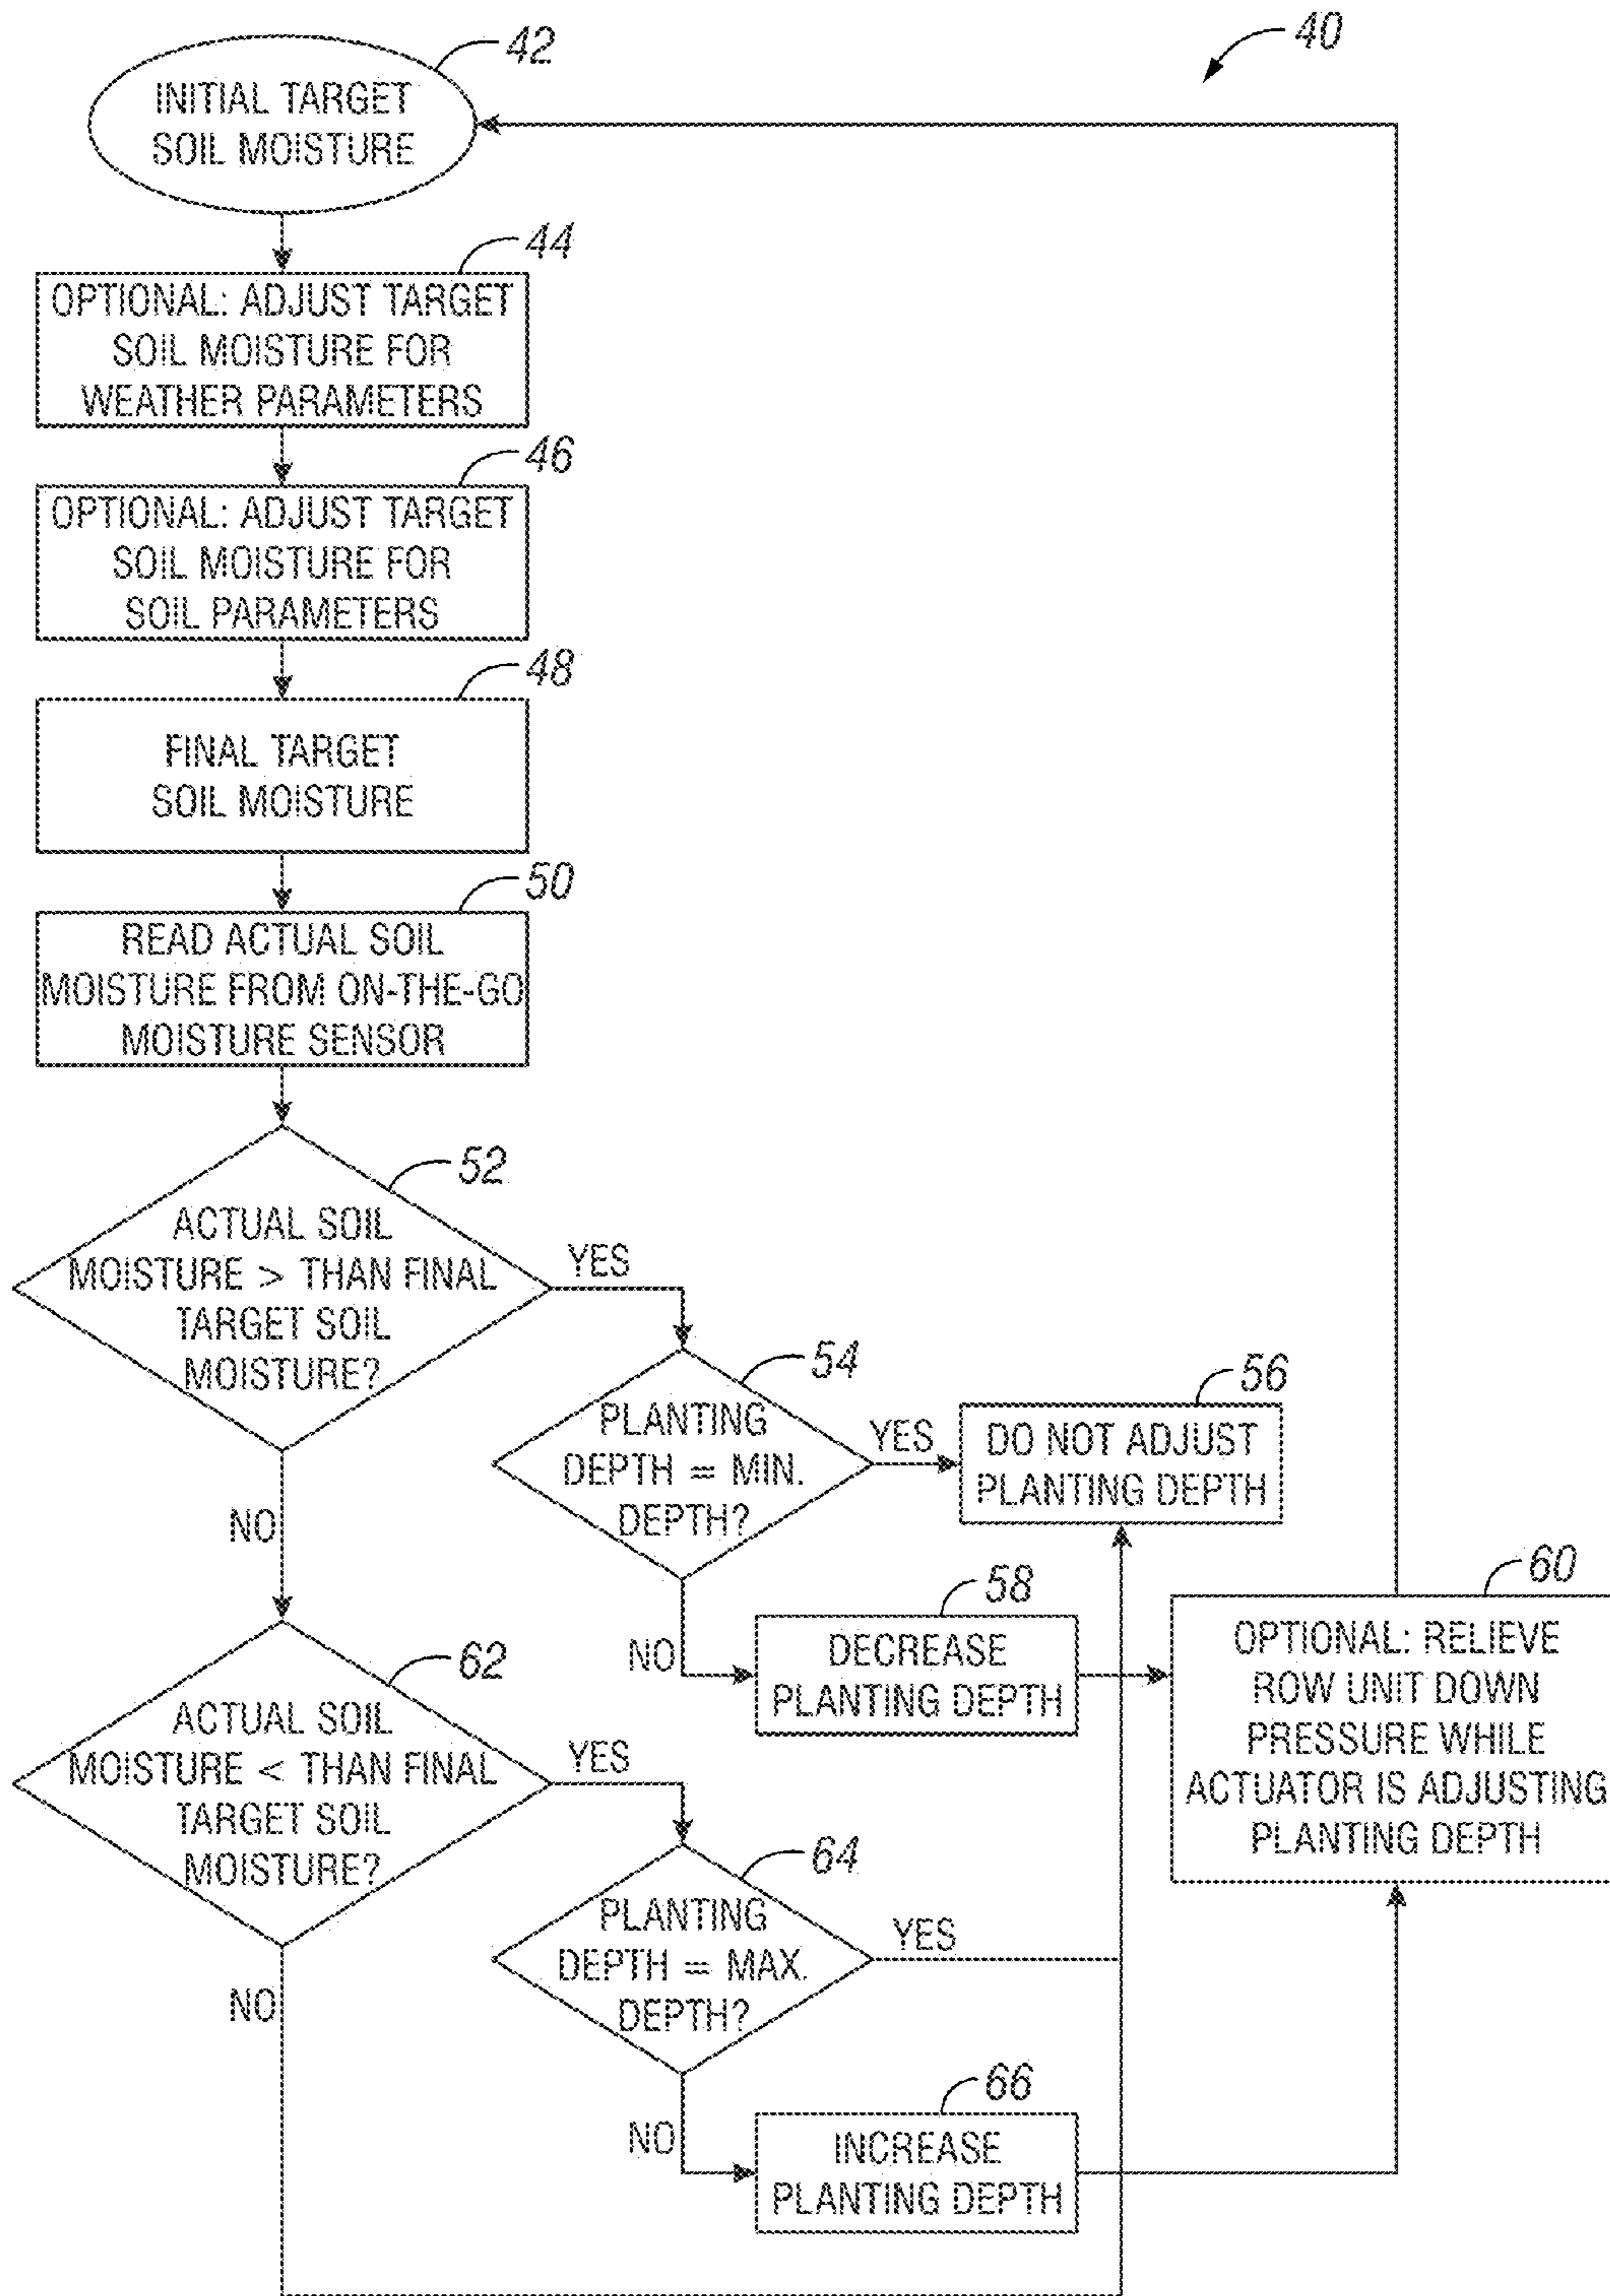 40
42
INITIAL TARGET
SOIL MOISTURE
44
OPTIONAL: ADJUST TARGET
SOIL MOISTURE FOR
WEATHER PARAMETERS
46
OPTIONAL: ADJUST TARGET
SOIL MOISTURE FOR
SOIL PARAMETERS
48
FINAL TARGET
SOIL MOISTURE
50
READ ACTUAL SOIL
MOISTURE FROM ON-THE-GO
MOISTURE SENSOR
52
ACTUAL SOIL
MOISTURE > THAN FINAL
TARGET SOIL
MOISTURE?
YES
NO
54
PLANTING
DEPTH = MIN.
DEPTH?
YES
NO
56
DO NOT ADJUST
PLANTING DEPTH
58
DECREASE
PLANTING DEPTH
60
OPTIONAL: RELIEVE
ROW UNIT DOWN
PRESSURE WHILE
ACTUATOR IS ADJUSTING
PLANTING DEPTH
62
ACTUAL SOIL
MOISTURE < THAN FINAL
TARGET SOIL
MOISTURE?
YES
NO
64
PLANTING
DEPTH = MAX.
DEPTH?
YES
NO
66
INCREASE
PLANTING DEPTH